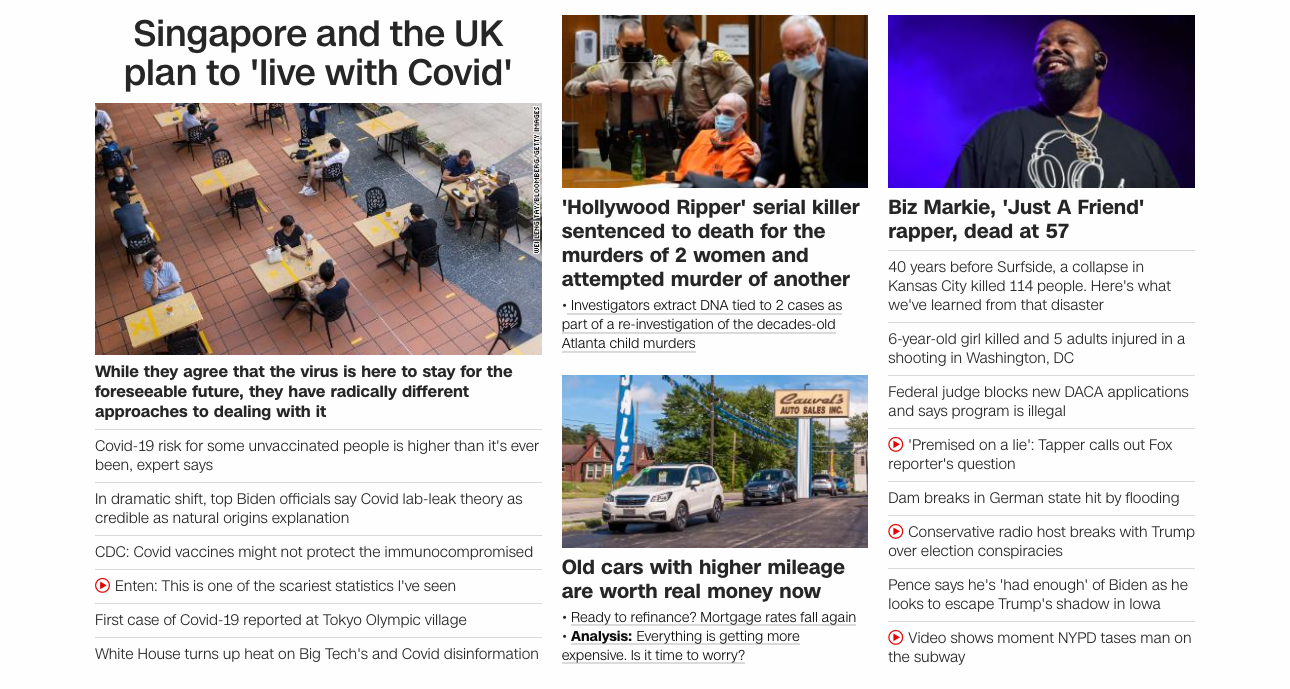 Singapore and the UK
plan to 'live with Covid'
WEI LENG TAY/BLOOMBERG/GETTY IMAGES
While they agree that the virus is here to stay for the
foreseeable future, they have radically different
approaches to dealing with it
Covid-19 risk for some unvaccinated people is higher than it's ever
been, expert says
In dramatic shift, top Biden officials say Covid lab-leak theory as
credible as natural origins explanation
CDC: Covid vaccines might not protect the immunocompromised
Enten: This is one of the scariest statistics I've seen
First case of Covid-19 reported at Tokyo Olympic village
White House turns up heat on Big Tech's and Covid disinformation
'Hollywood Ripper' serial killer
sentenced to death for the
murders of 2 women and
attempted murder of another
• Investigators extract DNA tied to 2 cases as
part of a re-investigation of the decades-old
Atlanta child murders
SALE
Cauvel's
AUTO SALES INC.
Old cars with higher mileage
are worth real money now
• Ready to refinance? Mortgage rates fall again
• Analysis: Everything is getting more
expensive. Is it time to worry?
Biz Markie, 'Just A Friend'
rapper, dead at 57
40 years before Surfside, a collapse in
Kansas City killed 114 people. Here's what
we've learned from that disaster
6-year-old girl killed and 5 adults injured in a
shooting in Washington, DC
Federal judge blocks new DACA applications
and says program is illegal
'Premised on a lie': Tapper calls out Fox
reporter's question
Dam breaks in German state hit by flooding
Conservative radio host breaks with Trump
over election conspiracies
Pence says he's 'had enough' of Biden as he
looks to escape Trump's shadow in Iowa
Video shows moment NYPD tases man on
the subway